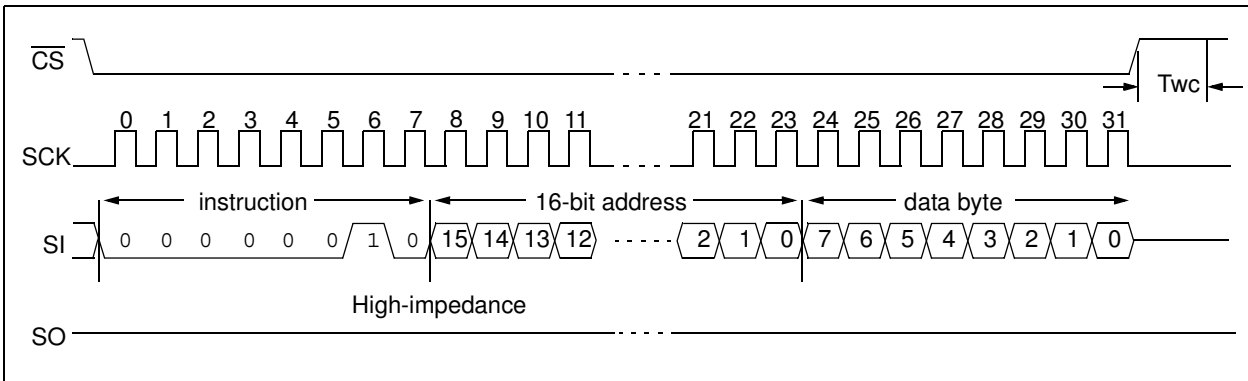 CS
Twc
0 1 2 3 4 5 6 7 8 9 10 11 21 22 23 24 25 26 27 28 29 30 31
SCK
instruction 16-bit address data byte
SI 0 0 0 0 0 0 1 0 15 14 13 12 2 1 0 7 6 5 4 3 2 1 0
High-impedance
SO